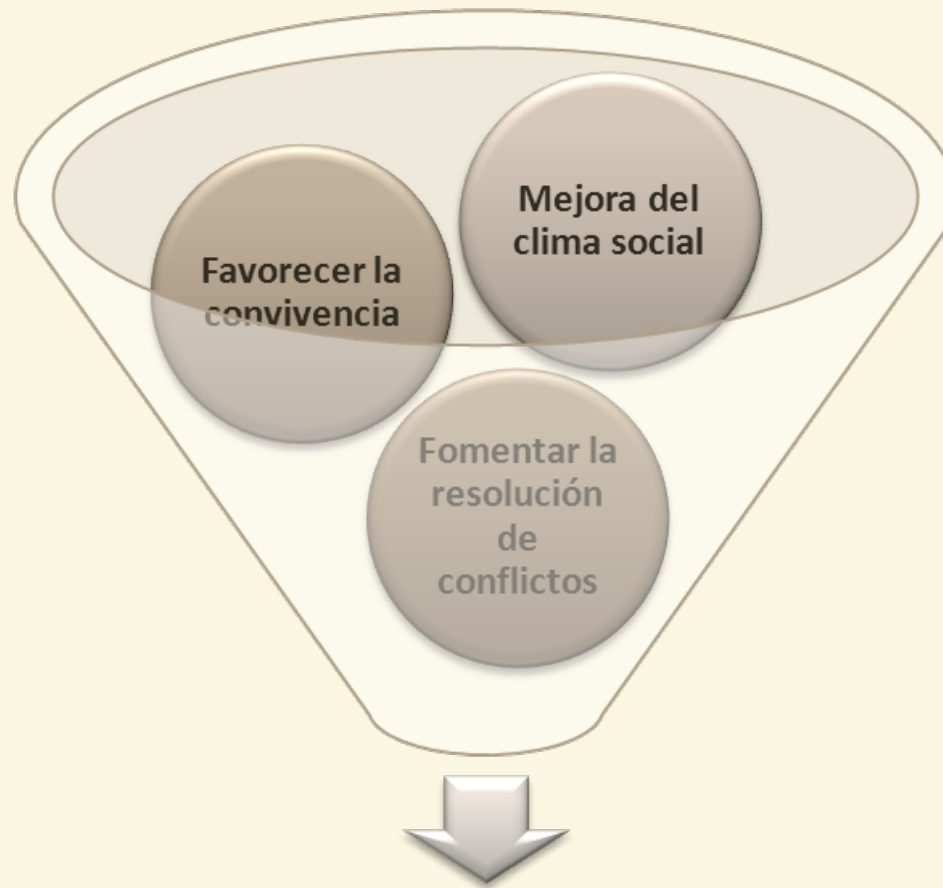 Mejora del
clima social
Favorecer la
convivencia
Fomentar la
resolución
de
conflictos